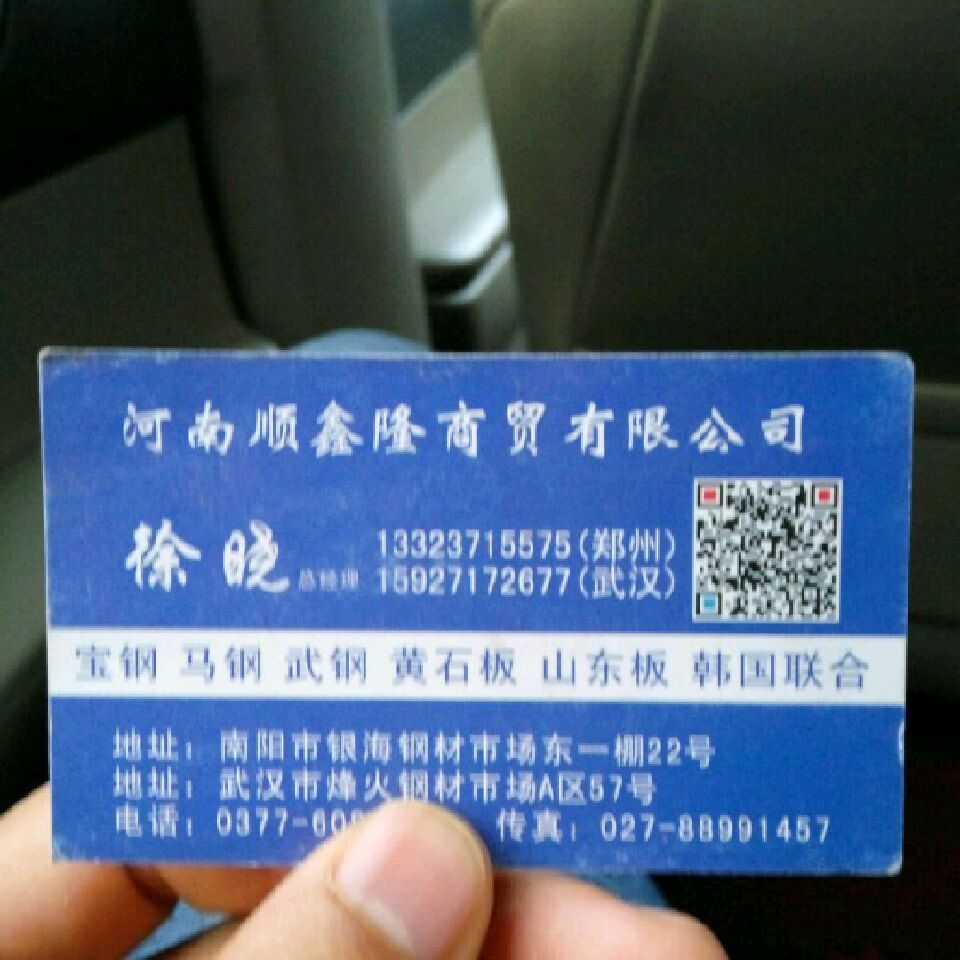 河南顺鑫隆商贸有限公司
徐晓 总经理 13323715575(郑州)
15927172677(武汉)
宝钢 马钢 武钢 黄石板 山东板 韩国联合
地址：南阳市银海钢材市场东一棚22号
地址：武汉市烽火钢材市场A区57号
电话：0377-60 传真：027-88991457